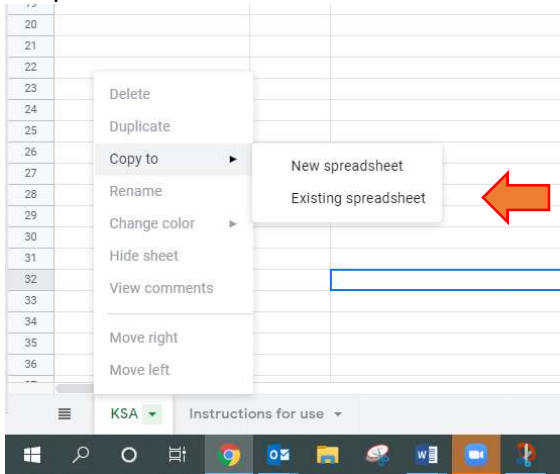 20
21
22
23
24
25
26
27
28
29
30
31
32
33
34
35
36
Delete
Duplicate
Copy to
Rename
Change color
Hide sheet
View comments
Move right
Move left
New spreadsheet
Existing spreadsheet
KSA
Instructions for use